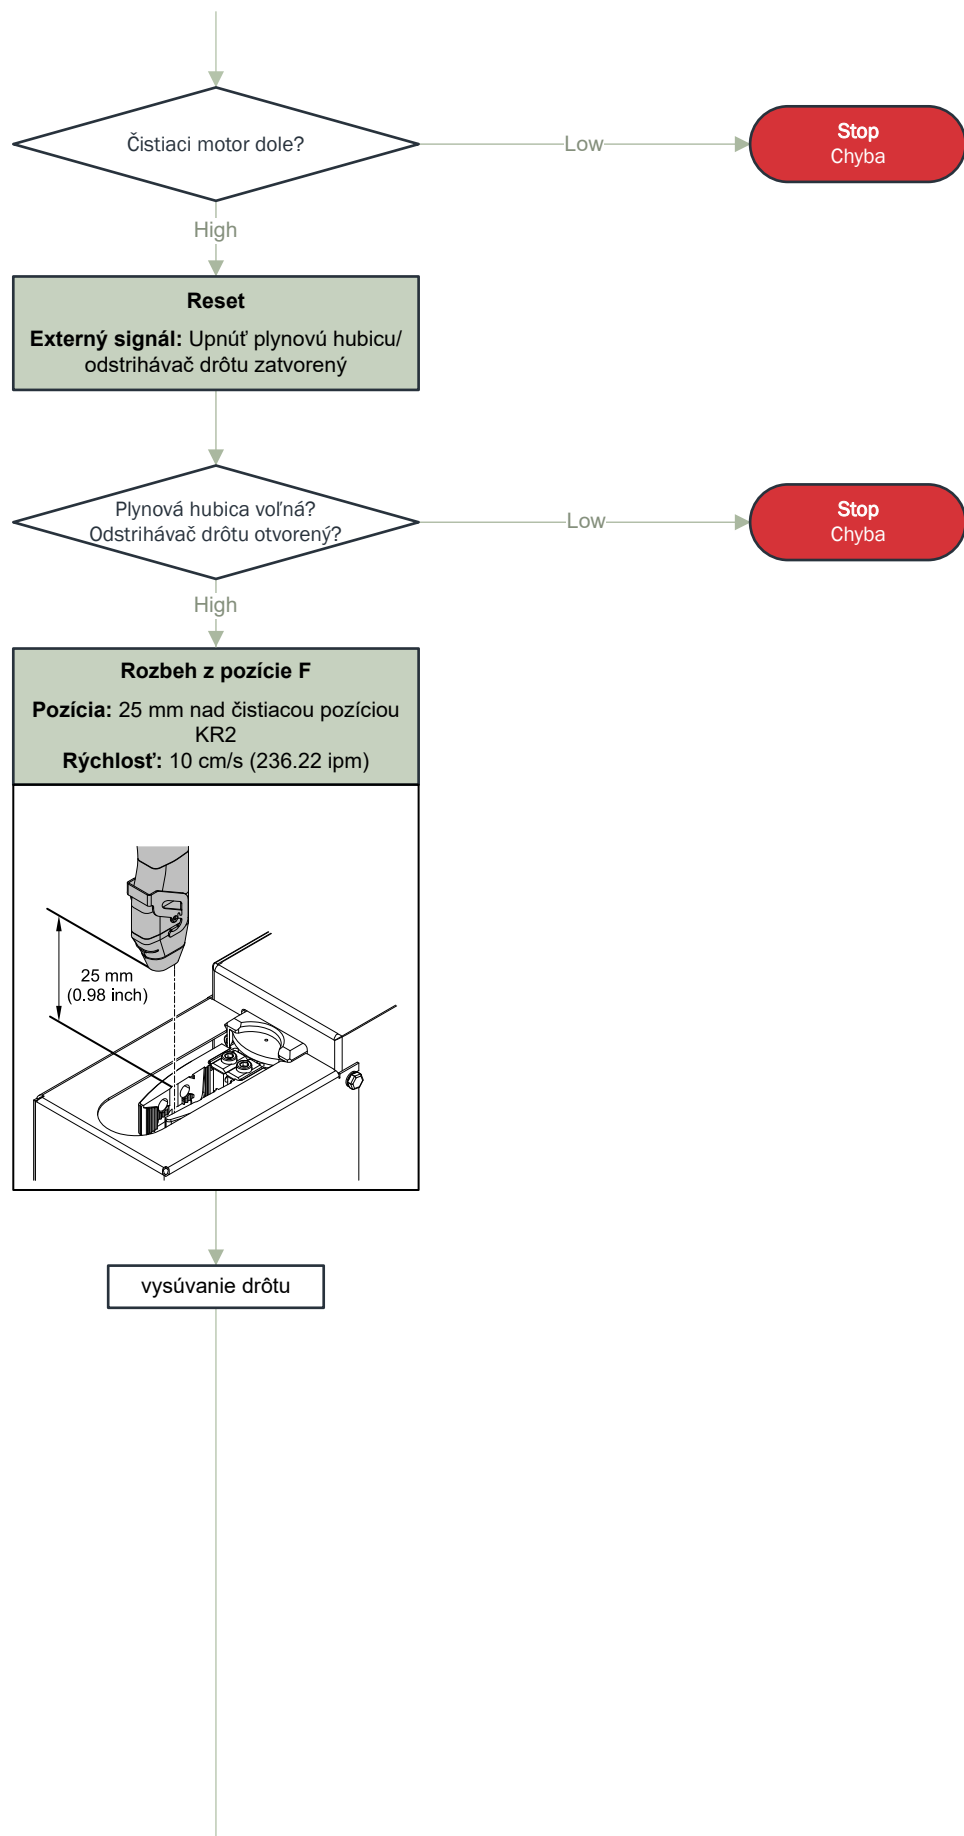 Čistiaci motor dole?
Low
Stop
Chyba
High
Reset
Externý signál: Upnúť plynovú hubicu/
odstrihávač drôtu zatvorený
Plynová hubica voľná?
Odstrihávač drôtu otvorený?
Low
Stop
Chyba
High
Rozbeh z pozície F
Pozícia: 25 mm nad čistiacou pozíciou
KR2
Rýchlosť: 10 cm/s (236.22 ipm)
25 mm
(0.98 inch)
vysúvanie drôtu